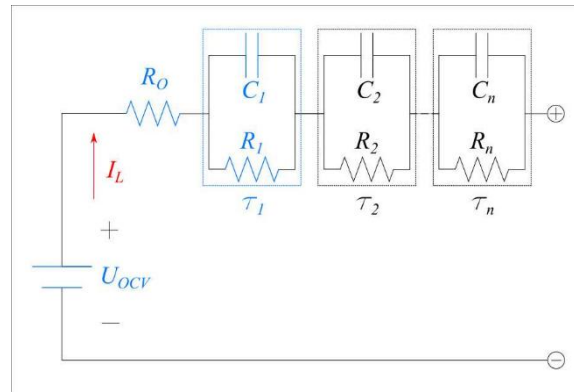 R_O
C_1
C_2
C_n
+
R_1
R_2
R_n
I_L
τ_1
τ_2
τ_n
+
U_OCV
−
−